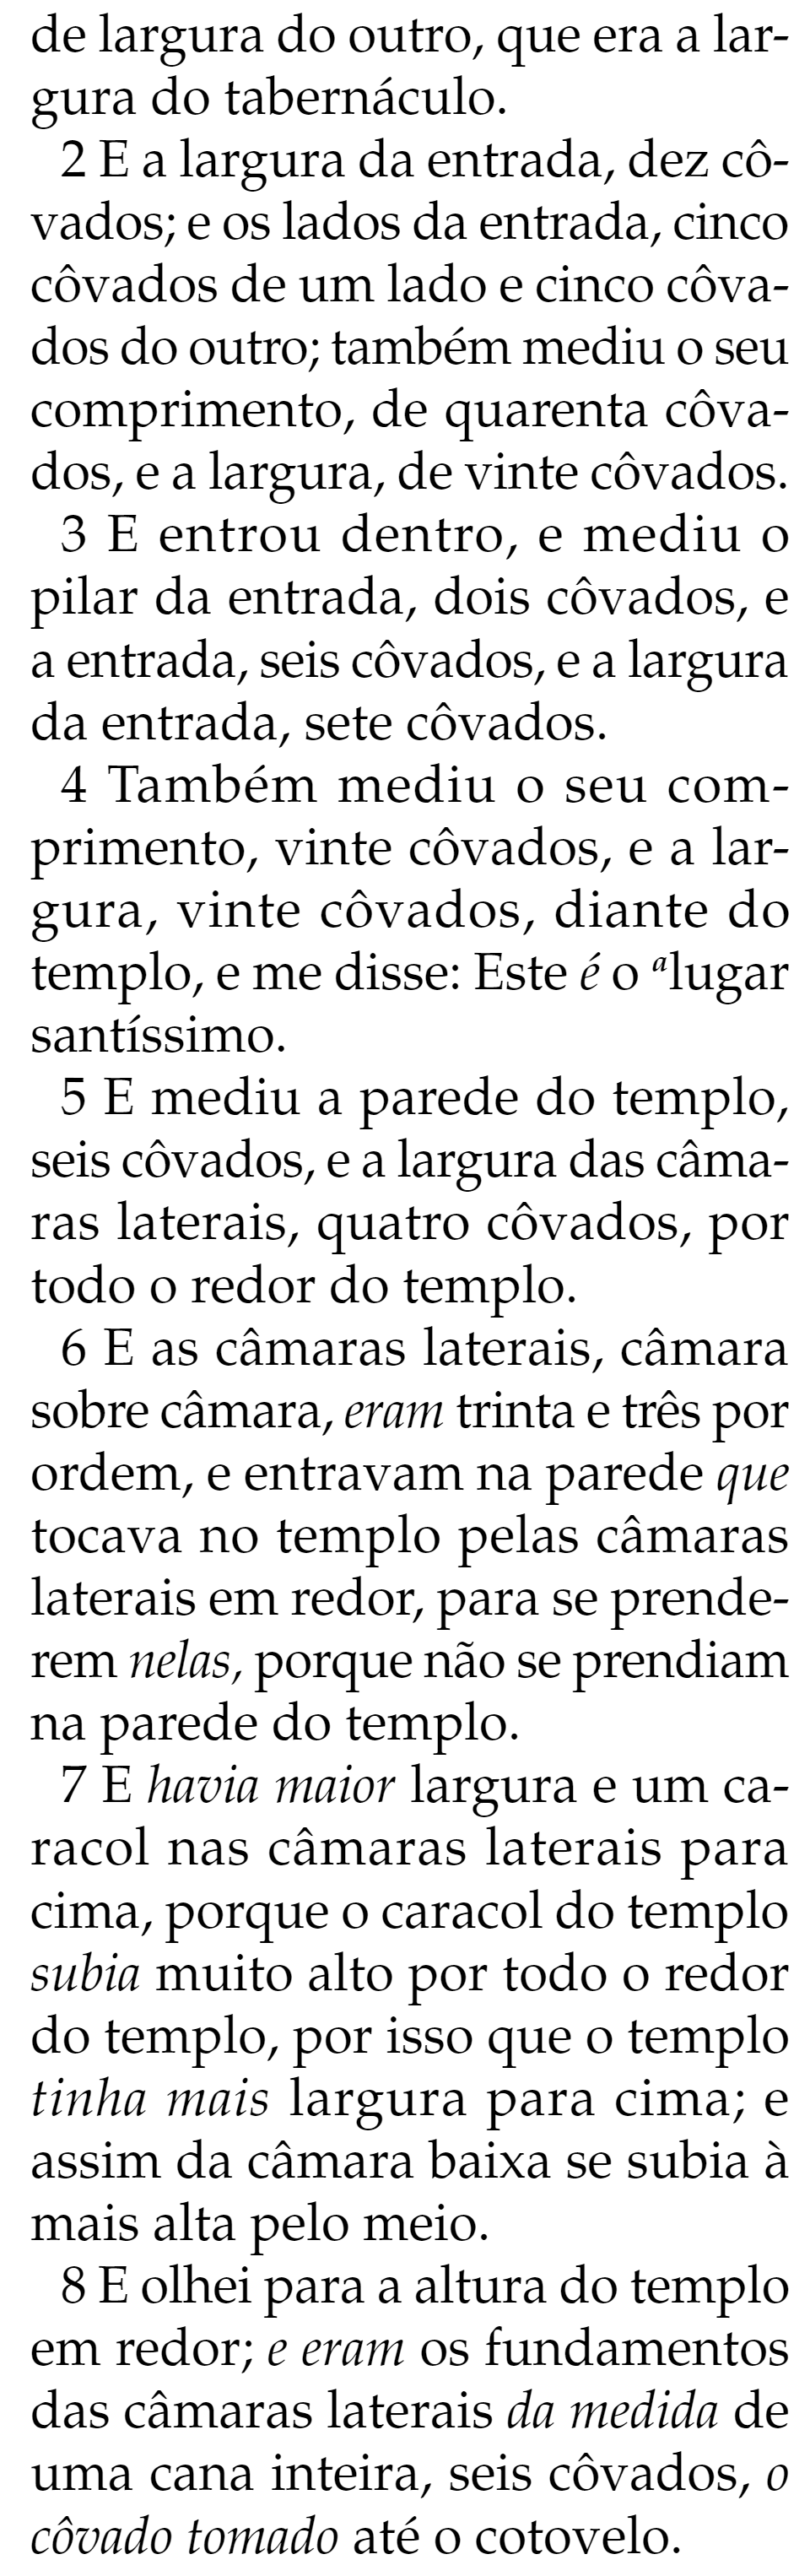 de largura do outro, que era a lar-
gura do tabernáculo.
2 E a largura da entrada, dez cô-
vados; e os lados da entrada, cinco
côvados de um lado e cinco côva-
dos do outro; também mediu o seu
comprimento, de quarenta côva-
dos, e a largura, de vinte côvados.
3 E entrou dentro, e mediu o
pilar da entrada, dois côvados, e
a entrada, seis côvados, e a largura
da entrada, sete côvados.
4 Também mediu o seu com-
primento, vinte côvados, e a lar-
gura, vinte côvados, diante do
templo, e me disse: Este é o alugar
santíssimo.
5 E mediu a parede do templo,
seis côvados, e a largura das câma-
ras laterais, quatro côvados, por
todo o redor do templo.
6 E as câmaras laterais, câmara
sobre câmara, eram trinta e três por
ordem, e entravam na parede que
tocava no templo pelas câmaras
laterais em redor, para se prende-
rem nelas, porque não se prendiam
na parede do templo.
7 E havia maior largura e um ca-
racol nas câmaras laterais para
cima, porque o caracol do templo
subia muito alto por todo o redor
do templo, por isso que o templo
tinha mais largura para cima; e
assim da câmara baixa se subia à
mais alta pelo meio.
8 E olhei para a altura do templo
em redor; e eram os fundamentos
das câmaras laterais da medida de
uma cana inteira, seis côvados, o
côvado tomado até o cotovelo.